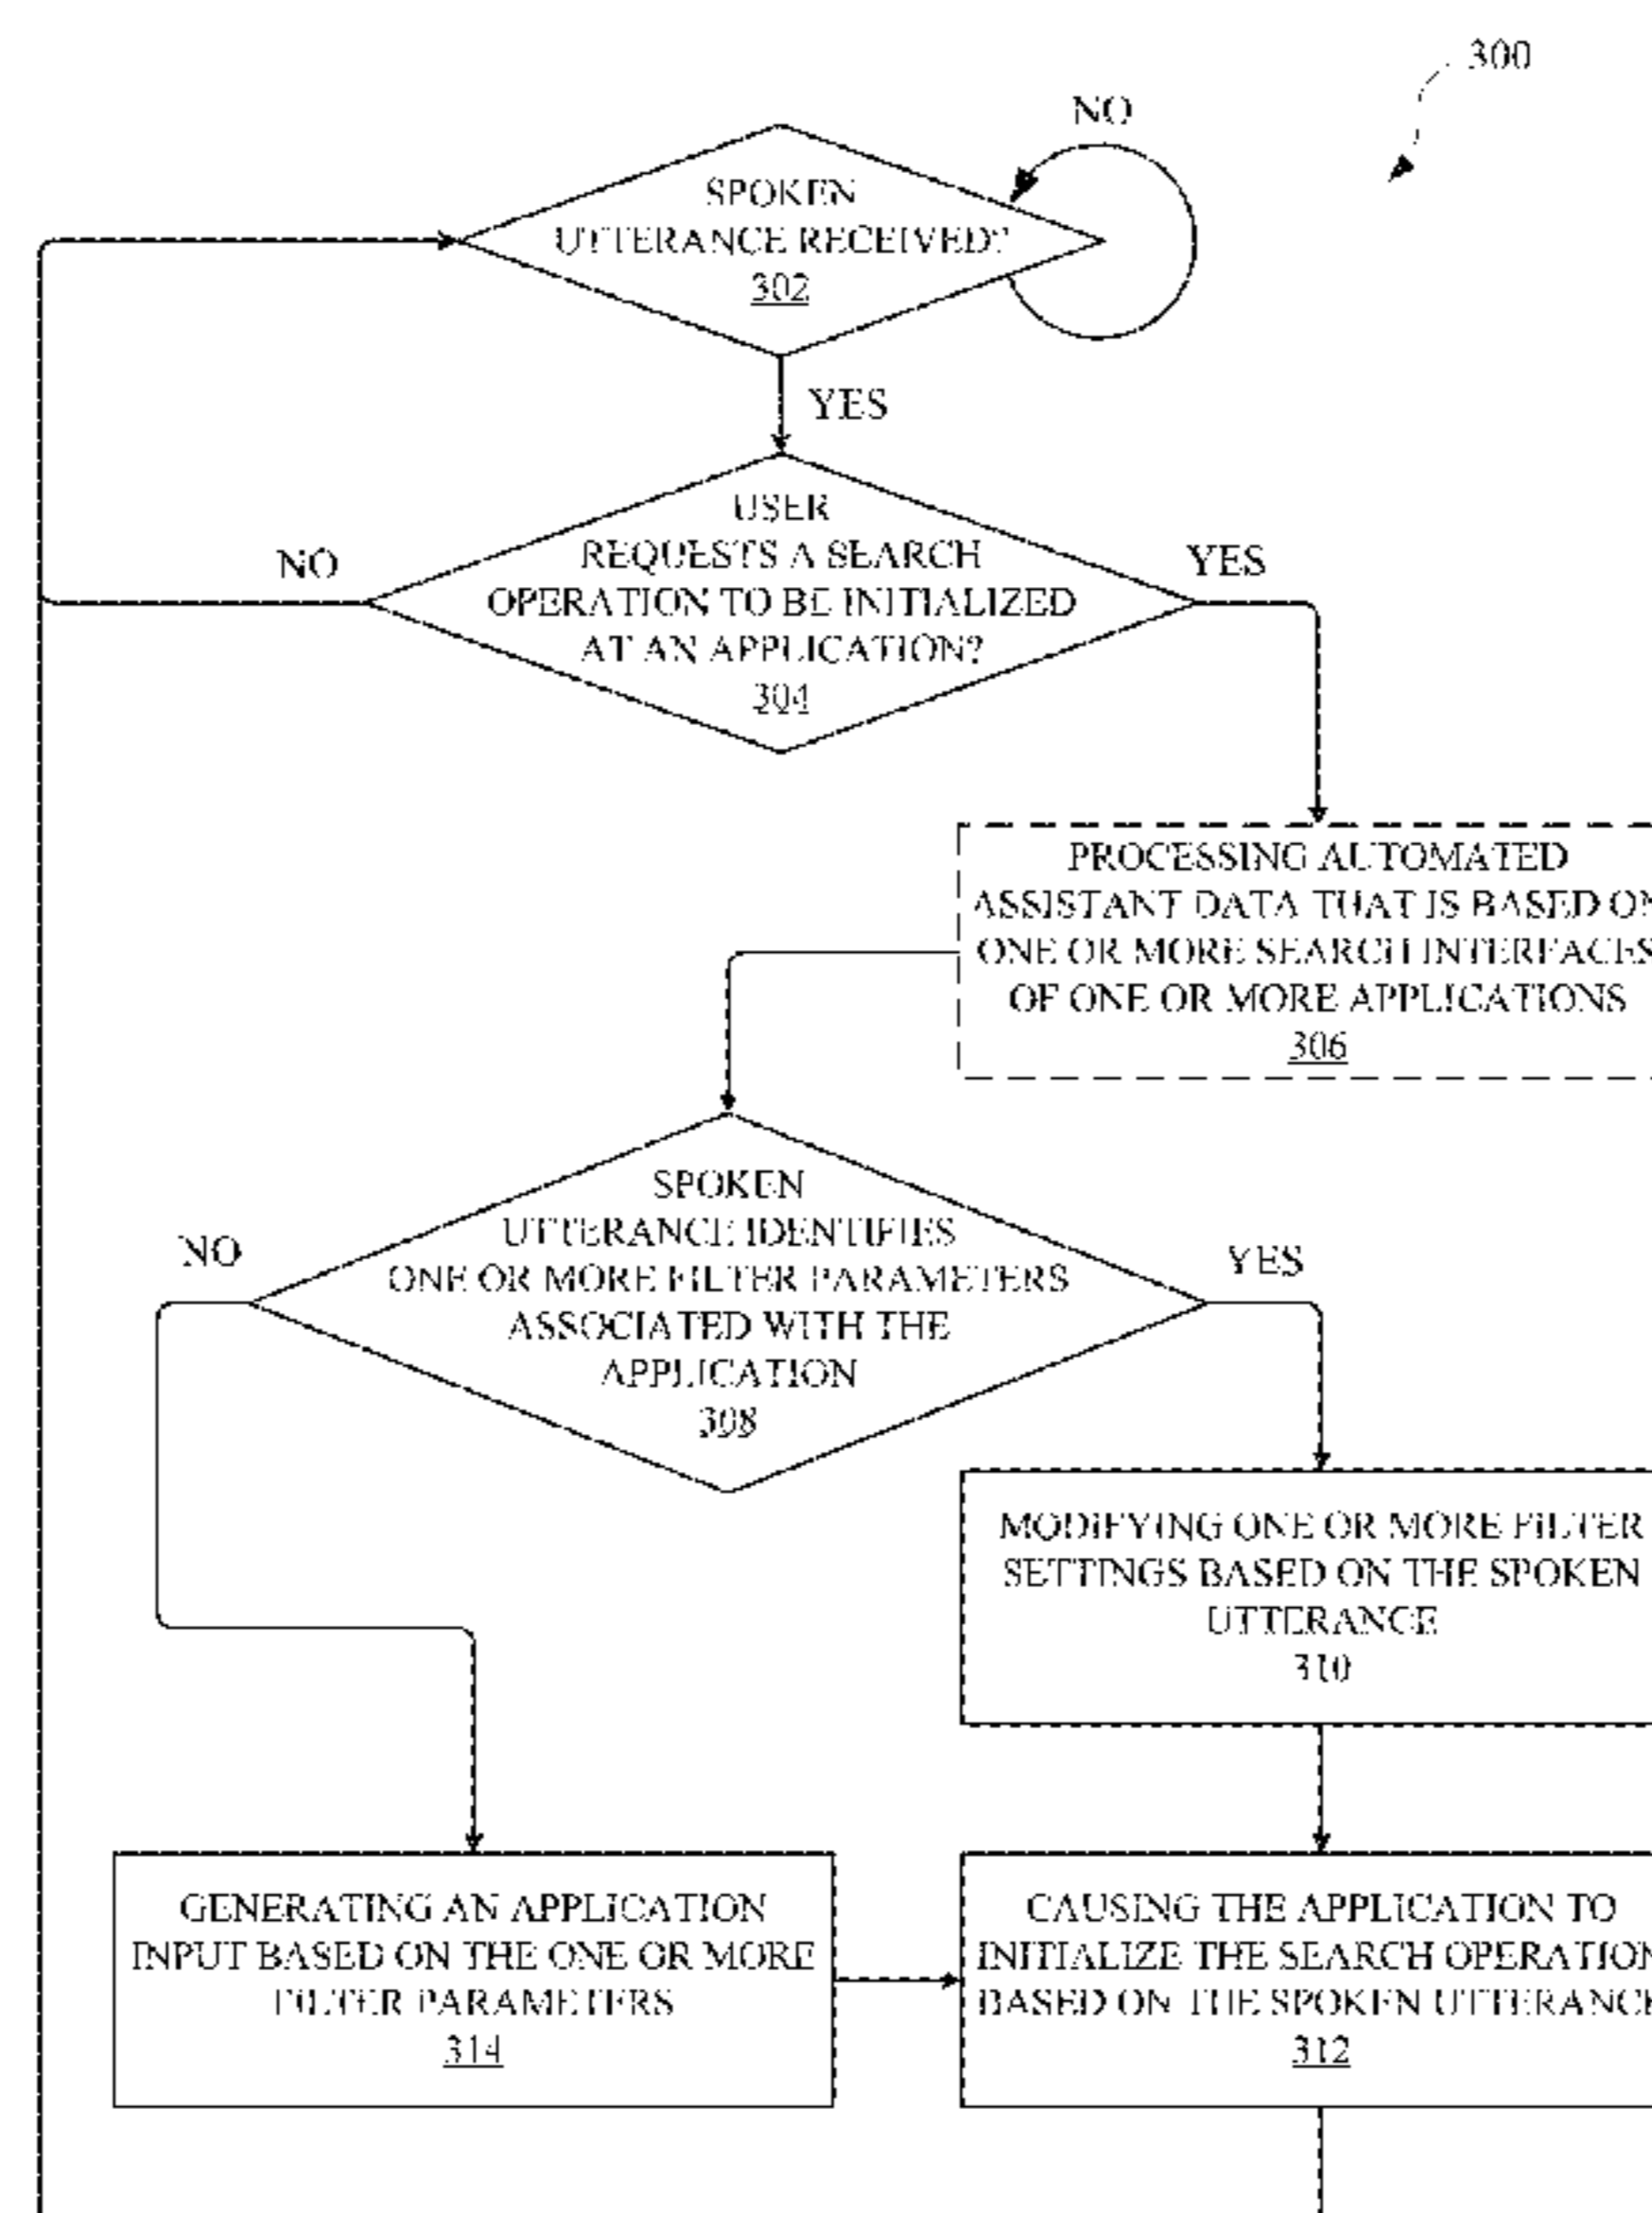 300
NO
SPOKEN
UTTERANCE RECEIVED?
302
YES
USER
REQUESTS A SEARCH
OPERATION TO BE INITIALIZED
AT AN APPLICATION?
304
NO
YES
PROCESSING AUTOMATED
ASSISTANT DATA THAT IS BASED ON
ONE OR MORE SEARCH INTERFACES
OF ONE OR MORE APPLICATIONS
306
SPOKEN
UTTERANCE IDENTIFIES
ONE OR MORE FILTER PARAMETERS
ASSOCIATED WITH THE
APPLICATION
308
NO
YES
MODIFYING ONE OR MORE FILTER
SETTINGS BASED ON THE SPOKEN
UTTERANCE
310
GENERATING AN APPLICATION
INPUT BASED ON THE ONE OR MORE
FILTER PARAMETERS
314
CAUSING THE APPLICATION TO
INITIALIZE THE SEARCH OPERATION
BASED ON THE SPOKEN UTTERANCE
312